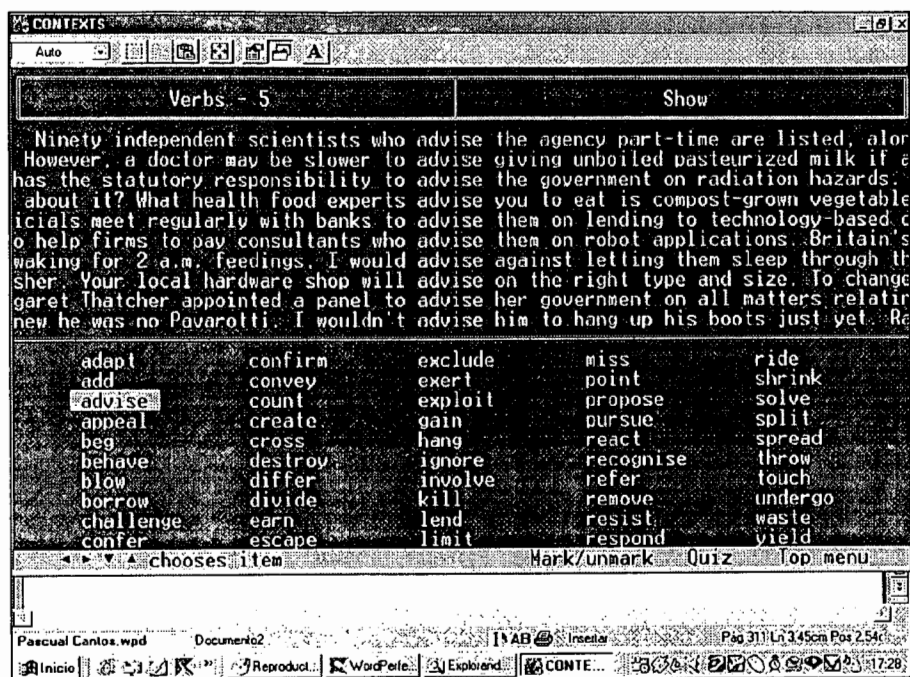 CONTEXTS
Auto A
Verbs - 5 Show
Ninety independent scientists who advise the agency part-time are listed, alon
However, a doctor may be slower to advise giving unboiled pasteurized milk if a
has the statutory responsibility to advise the government on radiation hazards.
about it? What health food experts advise you to eat is compost-grown vegetable
icials meet regularly with banks to advise them on lending to technology-based c
o help firms to pay consultants who advise them on robot applications. Britain's
waking for 2 a.m. feedings, I would advise against letting them sleep through th
sher. Your local hardware shop will advise on the right type and size. To change
garet Thatcher appointed a panel to advise her government on all matters relatin
new he was no Pavarotti. I wouldn't advise him to hang up his boots just yet. Ra
adapt confirm exclude miss ride
add convey exert point shrink
advise count exploit propose solve
appeal create gain pursue split
beg cross hang react spread
behave destroy ignore recognise throw
blow differ involve refer touch
borrow divide kill remove undergo
challenge earn lend resist waste
confer escape limit respond yield
chooses item Mark/unmark Quiz Top menu
Pascual Cantos.wpd Documento2 AB Insertar Pág 311 Ln 3.45cm Pos 2.54c
Inicio Reproduct... WordPerfe... Explorand... CONTE... 17:28